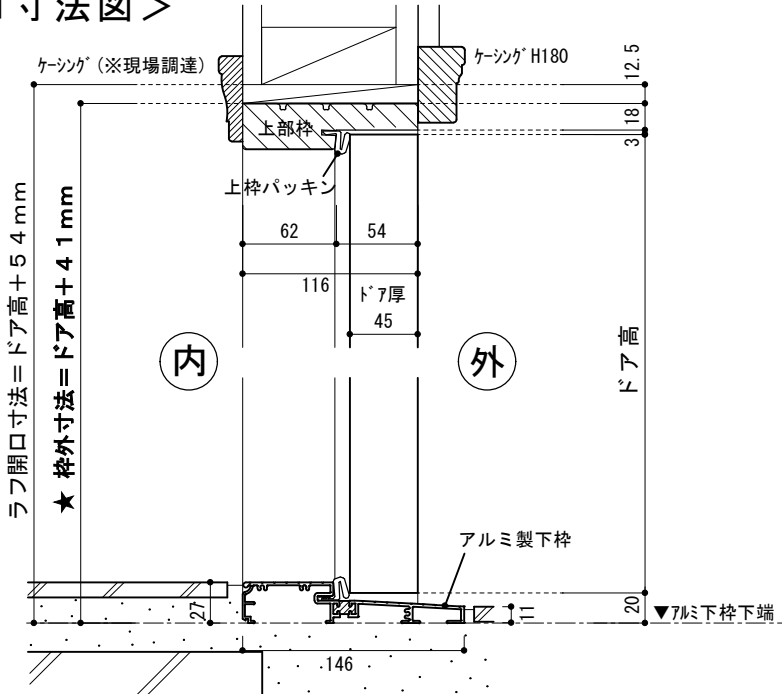 寸法図＞
ｹｰｼﾝｸﾞ(※現場調達)
ｹｰｼﾝｸﾞH180
12.5
18
3
上部枠
上枠パッキン
62
54
116
ﾄﾞｱ厚
45
内
外
ドア高
ラフ開口寸法＝ドア高＋５４mm
★ 枠外寸法＝ドア高＋４１mm
アルミ製下枠
27
11
20
▼ｱﾙﾐ下枠下端
146